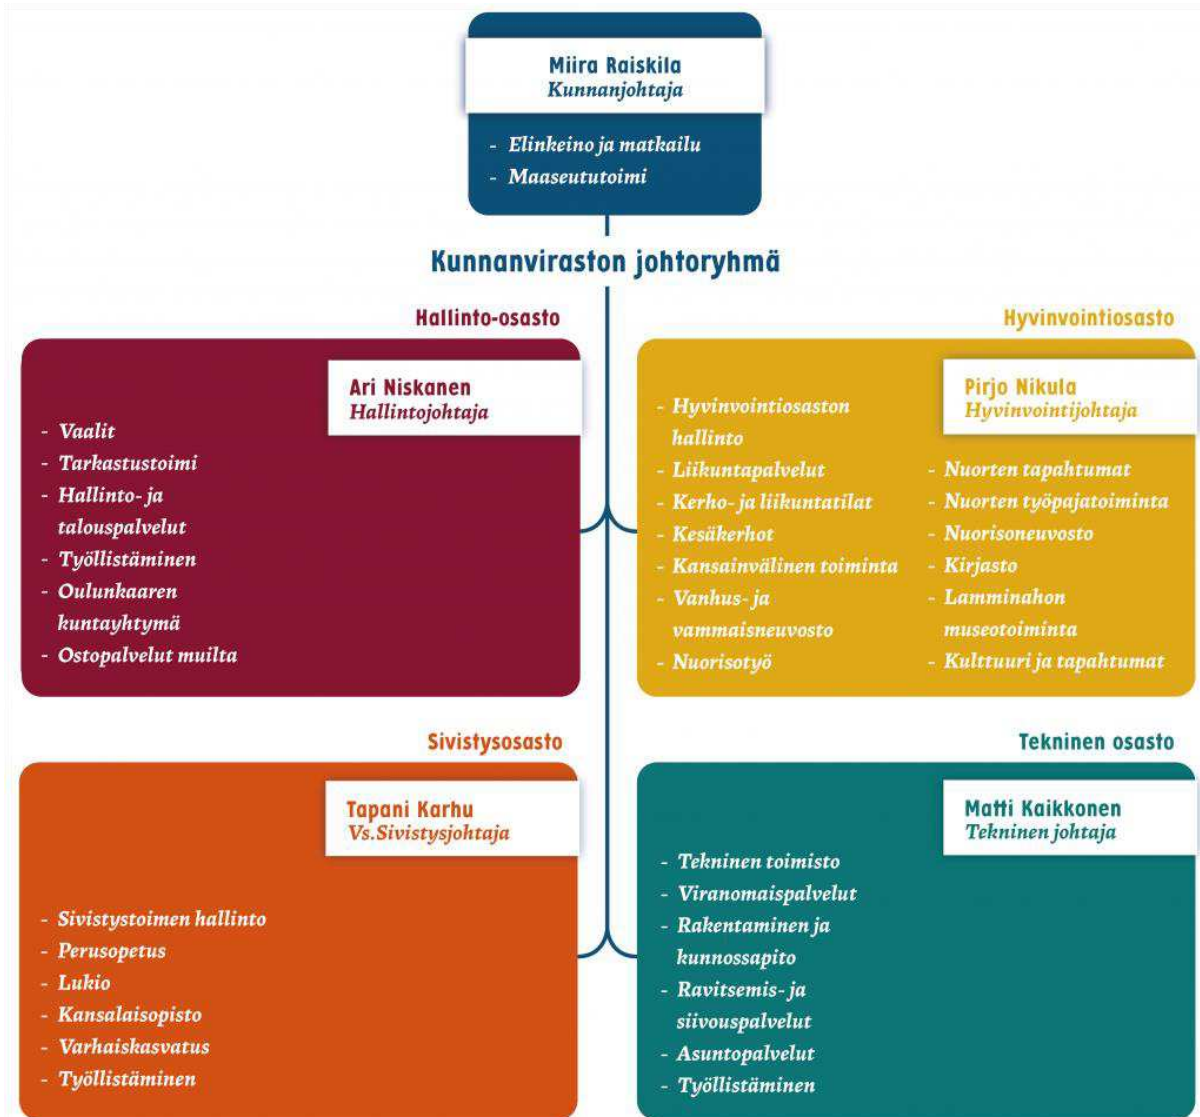 Miira Raiskila
Kunnanjohtaja
- Elinkeino ja matkailu
- Maaseututoimi
Kunnanviraston johtoryhmä
Hallinto-osasto
Ari Niskanen
Hallintojohtaja
- Vaalit
- Tarkastustoimi
- Hallinto- ja
talouspalvelut
- Työllistäminen
- Oulunkaaren
kuntayhtymä
- Ostopalvelut muilta
Hyvinvointiosasto
Pirjo Nikula
Hyvinvointijohtaja
- Hyvinvointiosaston
hallinto
- Liikuntapalvelut
- Kerho- ja liikuntatilat
- Kesäkerhot
- Kansainvälinen toiminta
- Vanhus- ja
vammaisneuvosto
- Nuorisotyö
- Nuorten tapahtumat
- Nuorten työpajatoiminta
- Nuorisoneuvosto
- Kirjasto
- Lamminahon
museotoiminta
- Kulttuuri ja tapahtumat
Sivistysosasto
Tapani Karhu
Vs.Sivistysjohtaja
- Sivistystoimen hallinto
- Perusopetus
- Lukio
- Kansalaisopisto
- Varhaiskasvatus
- Työllistäminen
Tekninen osasto
Matti Kaikkonen
Tekninen johtaja
- Tekninen toimisto
- Viranomaispalvelut
- Rakentaminen ja
kunnossapito
- Ravitsemis- ja
siivouspalvelut
- Asuntopalvelut
- Työllistäminen